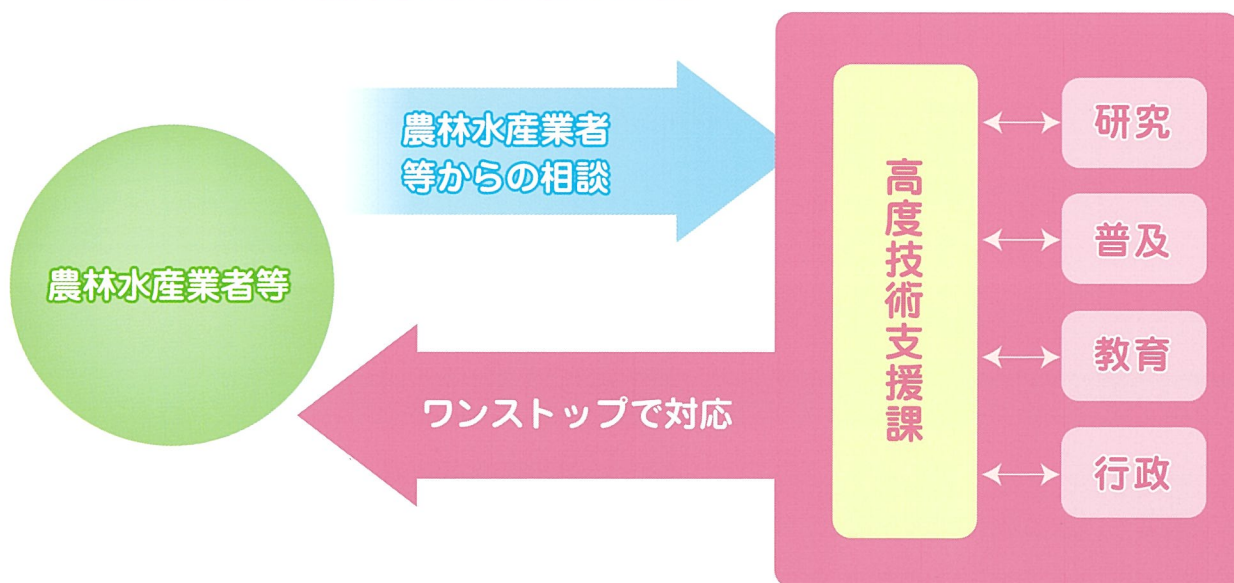 農林水産業者等
農林水産業者
等からの相談
ワンストップで対応
高度技術支援課
研究
普及
教育
行政